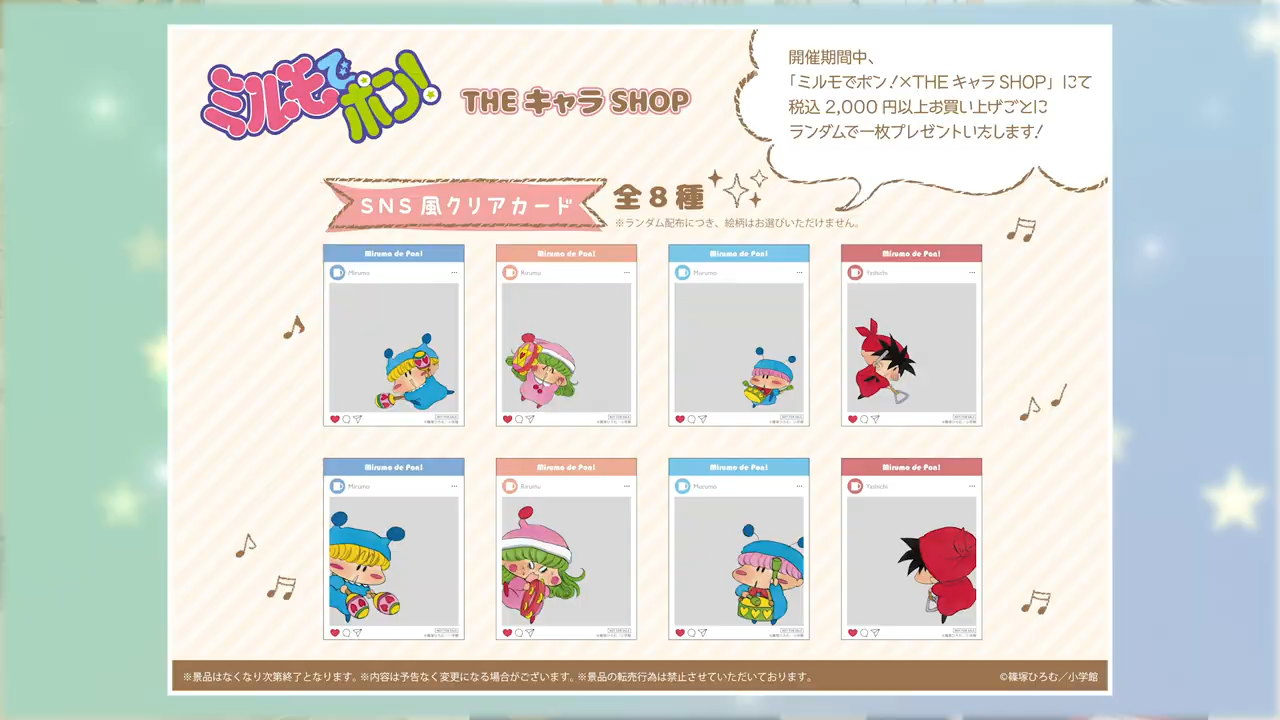 ミルモでポン!
THE キャラ SHOP
開催期間中、
「ミルモでポン!×THE キャラ SHOP」にて
税込 2,000 円以上お買い上げごとに
ランダムで一枚プレゼントいたします!
SNS 風クリアカード
全8種
※ランダム配布につき、絵柄はお選びいただけません。
Mirumo de Pon!
Mirumo
Mirumo de Pon!
Rirumu
Mirumo de Pon!
Murumo
Mirumo de Pon!
Yashichi
Mirumo de Pon!
Mirumo
Mirumo de Pon!
Rirumu
Mirumo de Pon!
Murumo
Mirumo de Pon!
Yashichi
※景品はなくなり次第終了となります。※内容は予告なく変更になる場合がございます。※景品の転売行為は禁止させていただいております。
©篠塚ひろむ／小学館